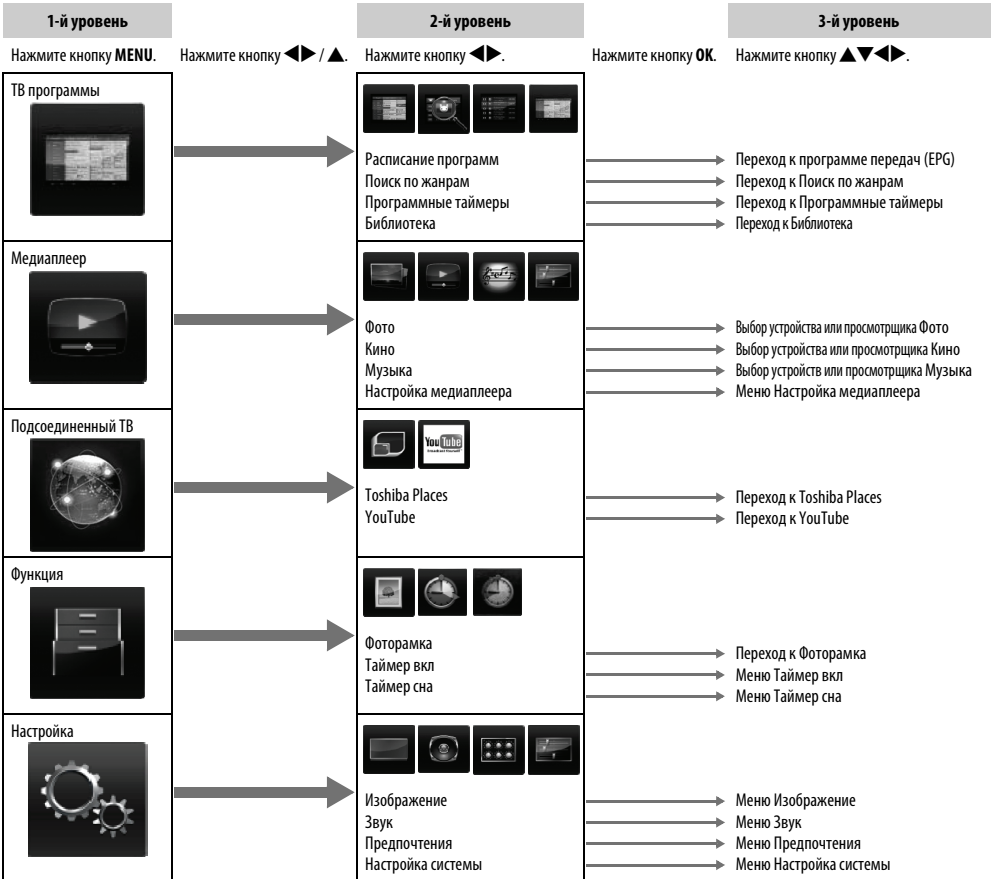 1-й уровень
2-й уровень
3-й уровень
Нажмите кнопку MENU.
Нажмите кнопку ◀▶ / ▲.
Нажмите кнопку ◀▶.
Нажмите кнопку OK.
Нажмите кнопку ▲▼◀▶.
ТВ программы
Расписание программ
Поиск по жанрам
Программные таймеры
Библиотека
Переход к программе передач (EPG)
Переход к Поиск по жанрам
Переход к Программные таймеры
Переход к Библиотека
Медиаплеер
Фото
Кино
Музыка
Настройка медиаплеера
Выбор устройства или просмотрщика Фото
Выбор устройства или просмотрщика Кино
Выбор устройств или просмотрщика Музыка
Меню Настройка медиаплеера
Подсоединенный ТВ
YouTube
Toshiba Places
YouTube
Переход к Toshiba Places
Переход к YouTube
Функция
Фоторамка
Таймер вкл
Таймер сна
Переход к Фоторамка
Меню Таймер вкл
Меню Таймер сна
Настройка
Изображение
Звук
Предпочтения
Настройка системы
Меню Изображение
Меню Звук
Меню Предпочтения
Меню Настройка системы